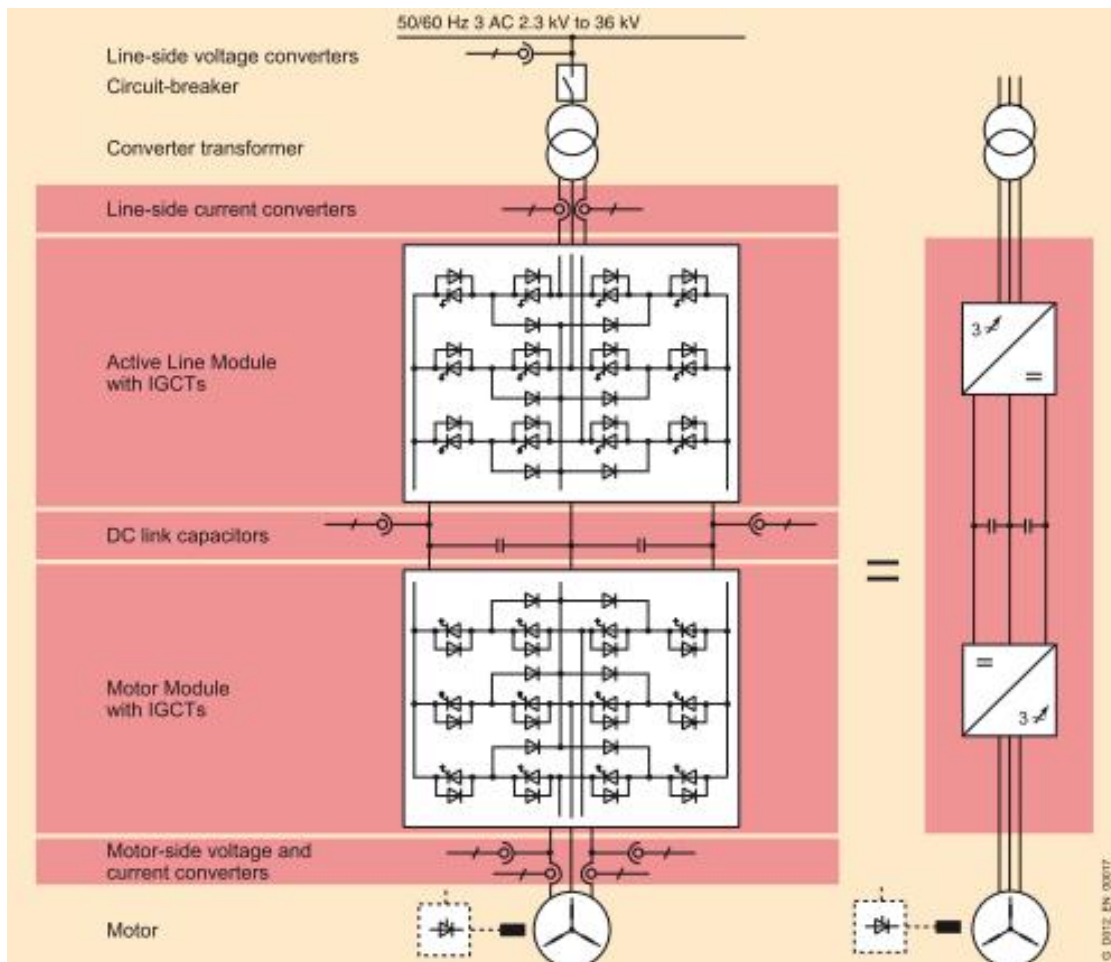 50/60 Hz 3 AC 2.3 kV to 36 kV
Line-side voltage converters
Circuit-breaker
Converter transformer
Line-side current converters
Active Line Module
with IGCTs
3
=
DC link capacitors
=
Motor Module
with IGCTs
=
3
Motor-side voltage and
current converters
Motor
G_D012_EN_00017